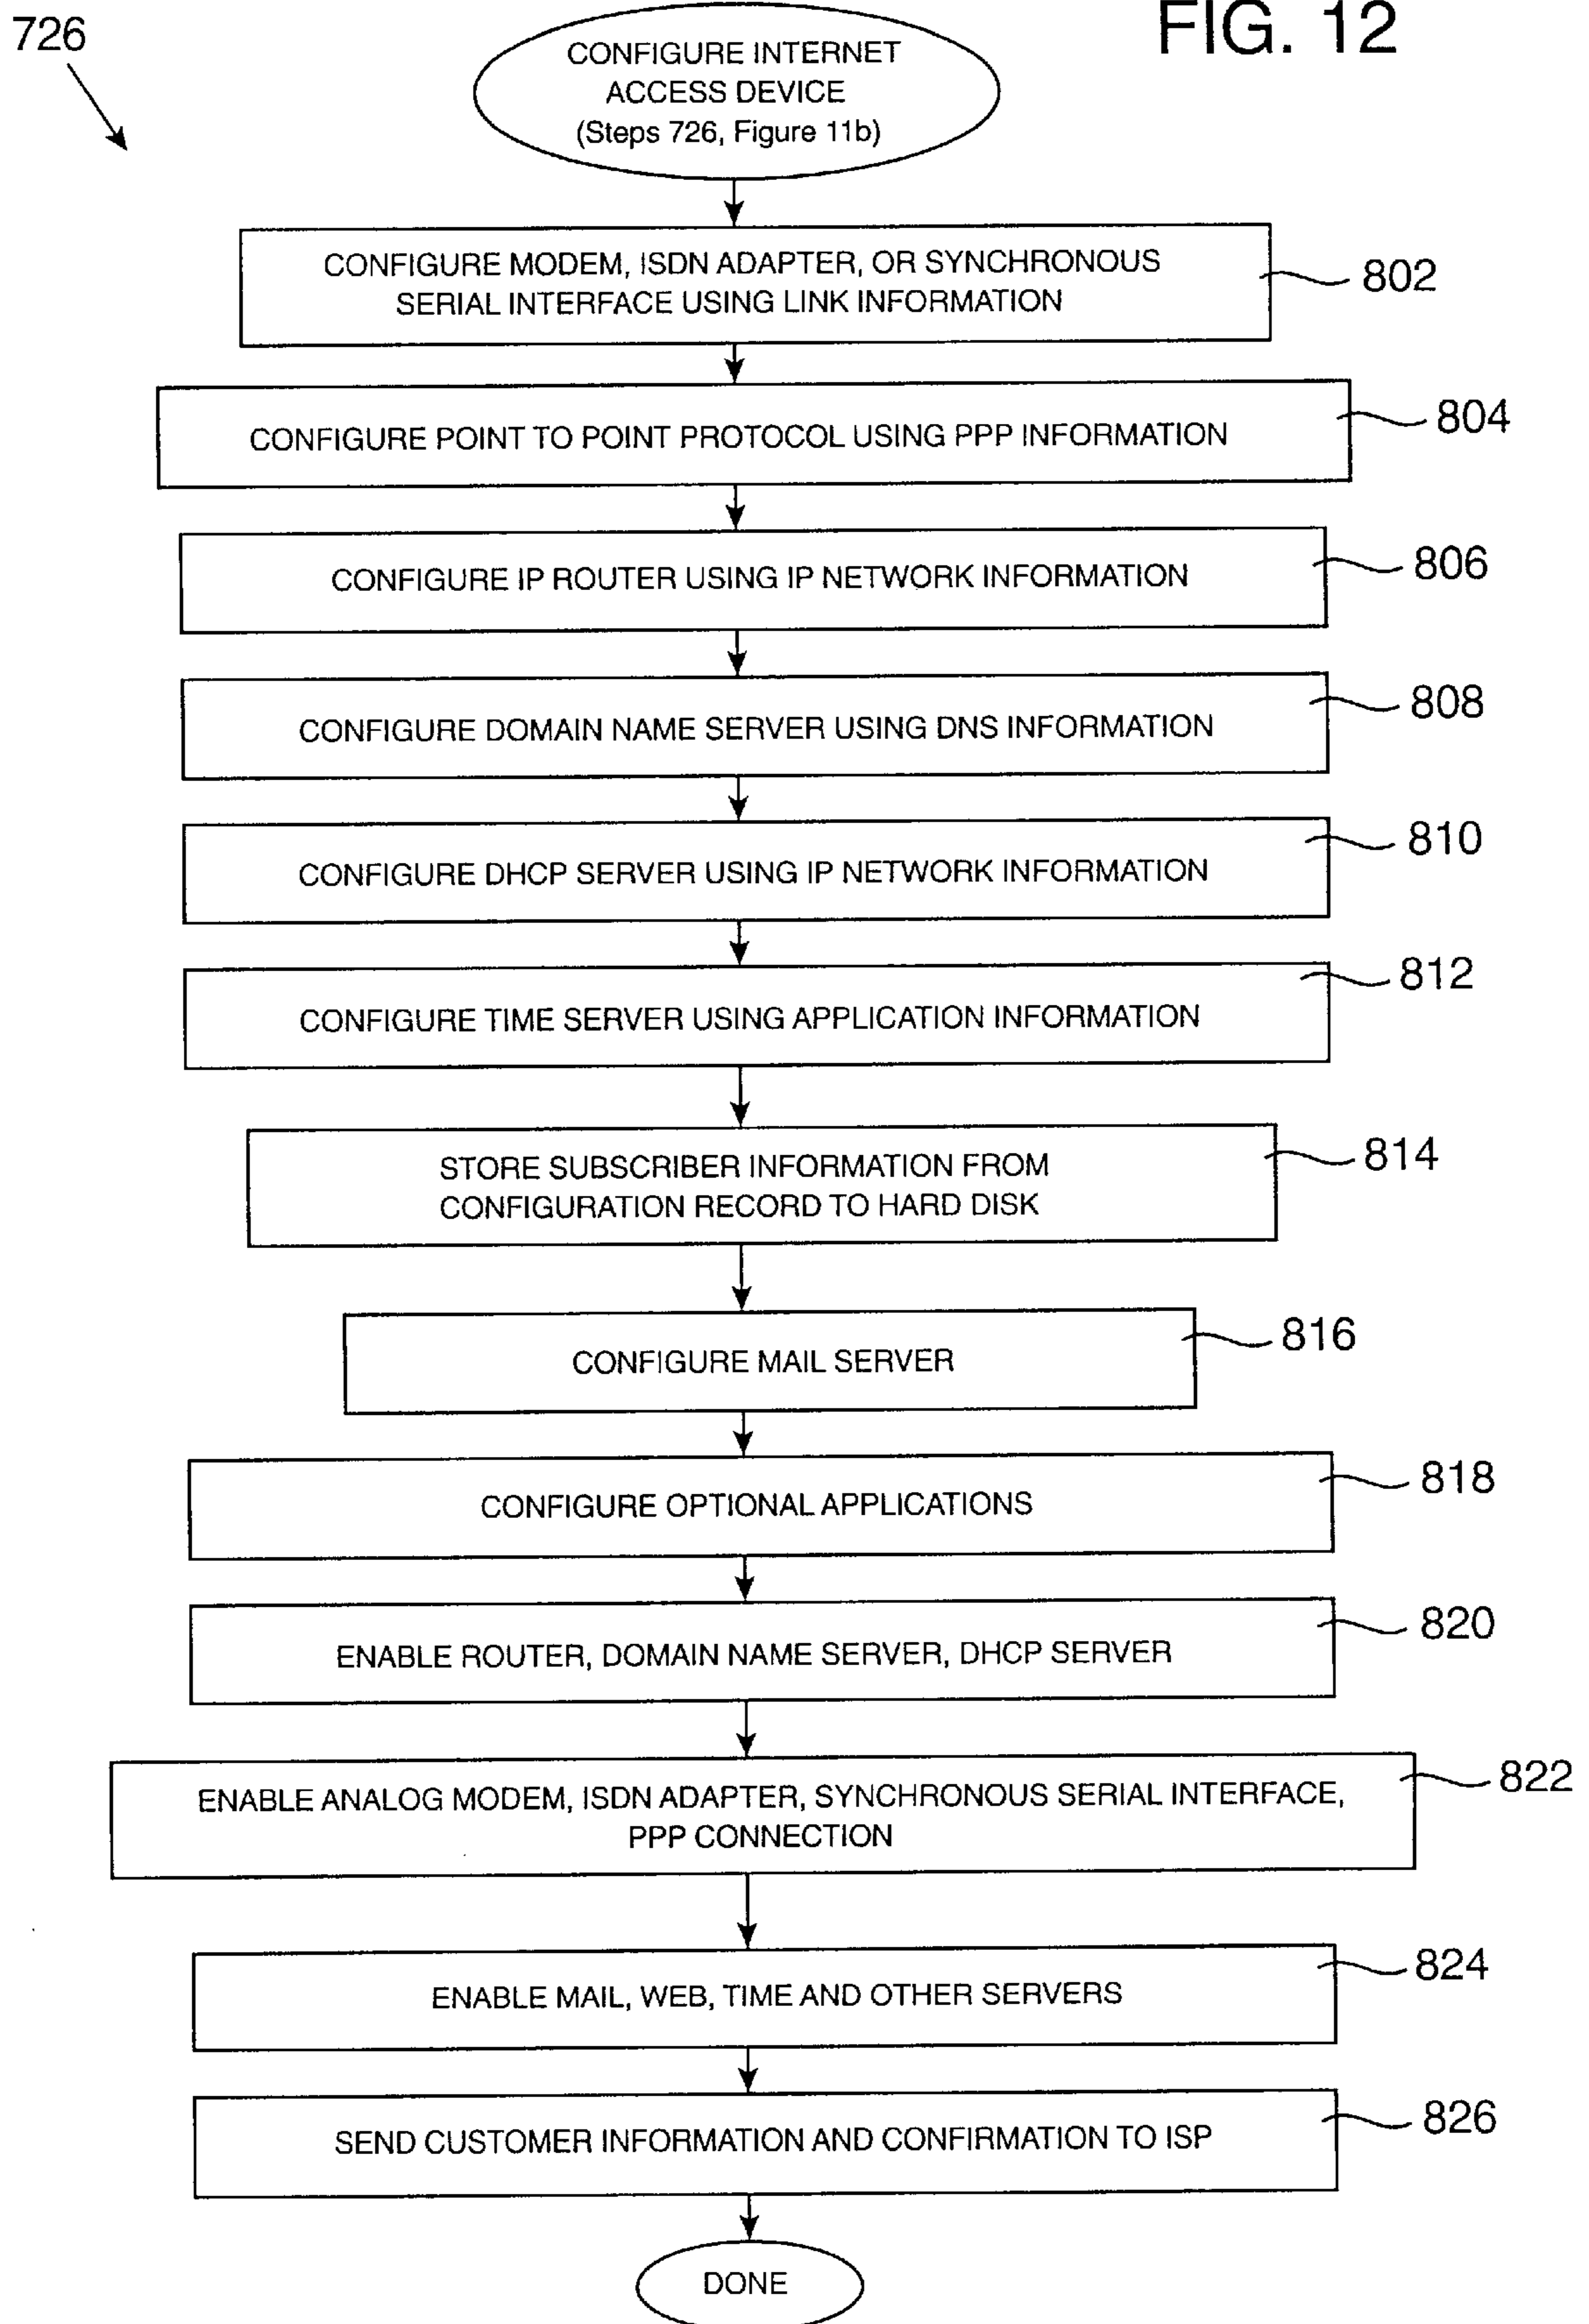 726
FIG. 12
CONFIGURE INTERNET
ACCESS DEVICE
(Steps 726, Figure 11b)
CONFIGURE MODEM, ISDN ADAPTER, OR SYNCHRONOUS
SERIAL INTERFACE USING LINK INFORMATION
802
CONFIGURE POINT TO POINT PROTOCOL USING PPP INFORMATION
804
CONFIGURE IP ROUTER USING IP NETWORK INFORMATION
806
CONFIGURE DOMAIN NAME SERVER USING DNS INFORMATION
808
CONFIGURE DHCP SERVER USING IP NETWORK INFORMATION
810
CONFIGURE TIME SERVER USING APPLICATION INFORMATION
812
STORE SUBSCRIBER INFORMATION FROM
CONFIGURATION RECORD TO HARD DISK
814
CONFIGURE MAIL SERVER
816
CONFIGURE OPTIONAL APPLICATIONS
818
ENABLE ROUTER, DOMAIN NAME SERVER, DHCP SERVER
820
ENABLE ANALOG MODEM, ISDN ADAPTER, SYNCHRONOUS SERIAL INTERFACE,
PPP CONNECTION
822
ENABLE MAIL, WEB, TIME AND OTHER SERVERS
824
SEND CUSTOMER INFORMATION AND CONFIRMATION TO ISP
826
DONE